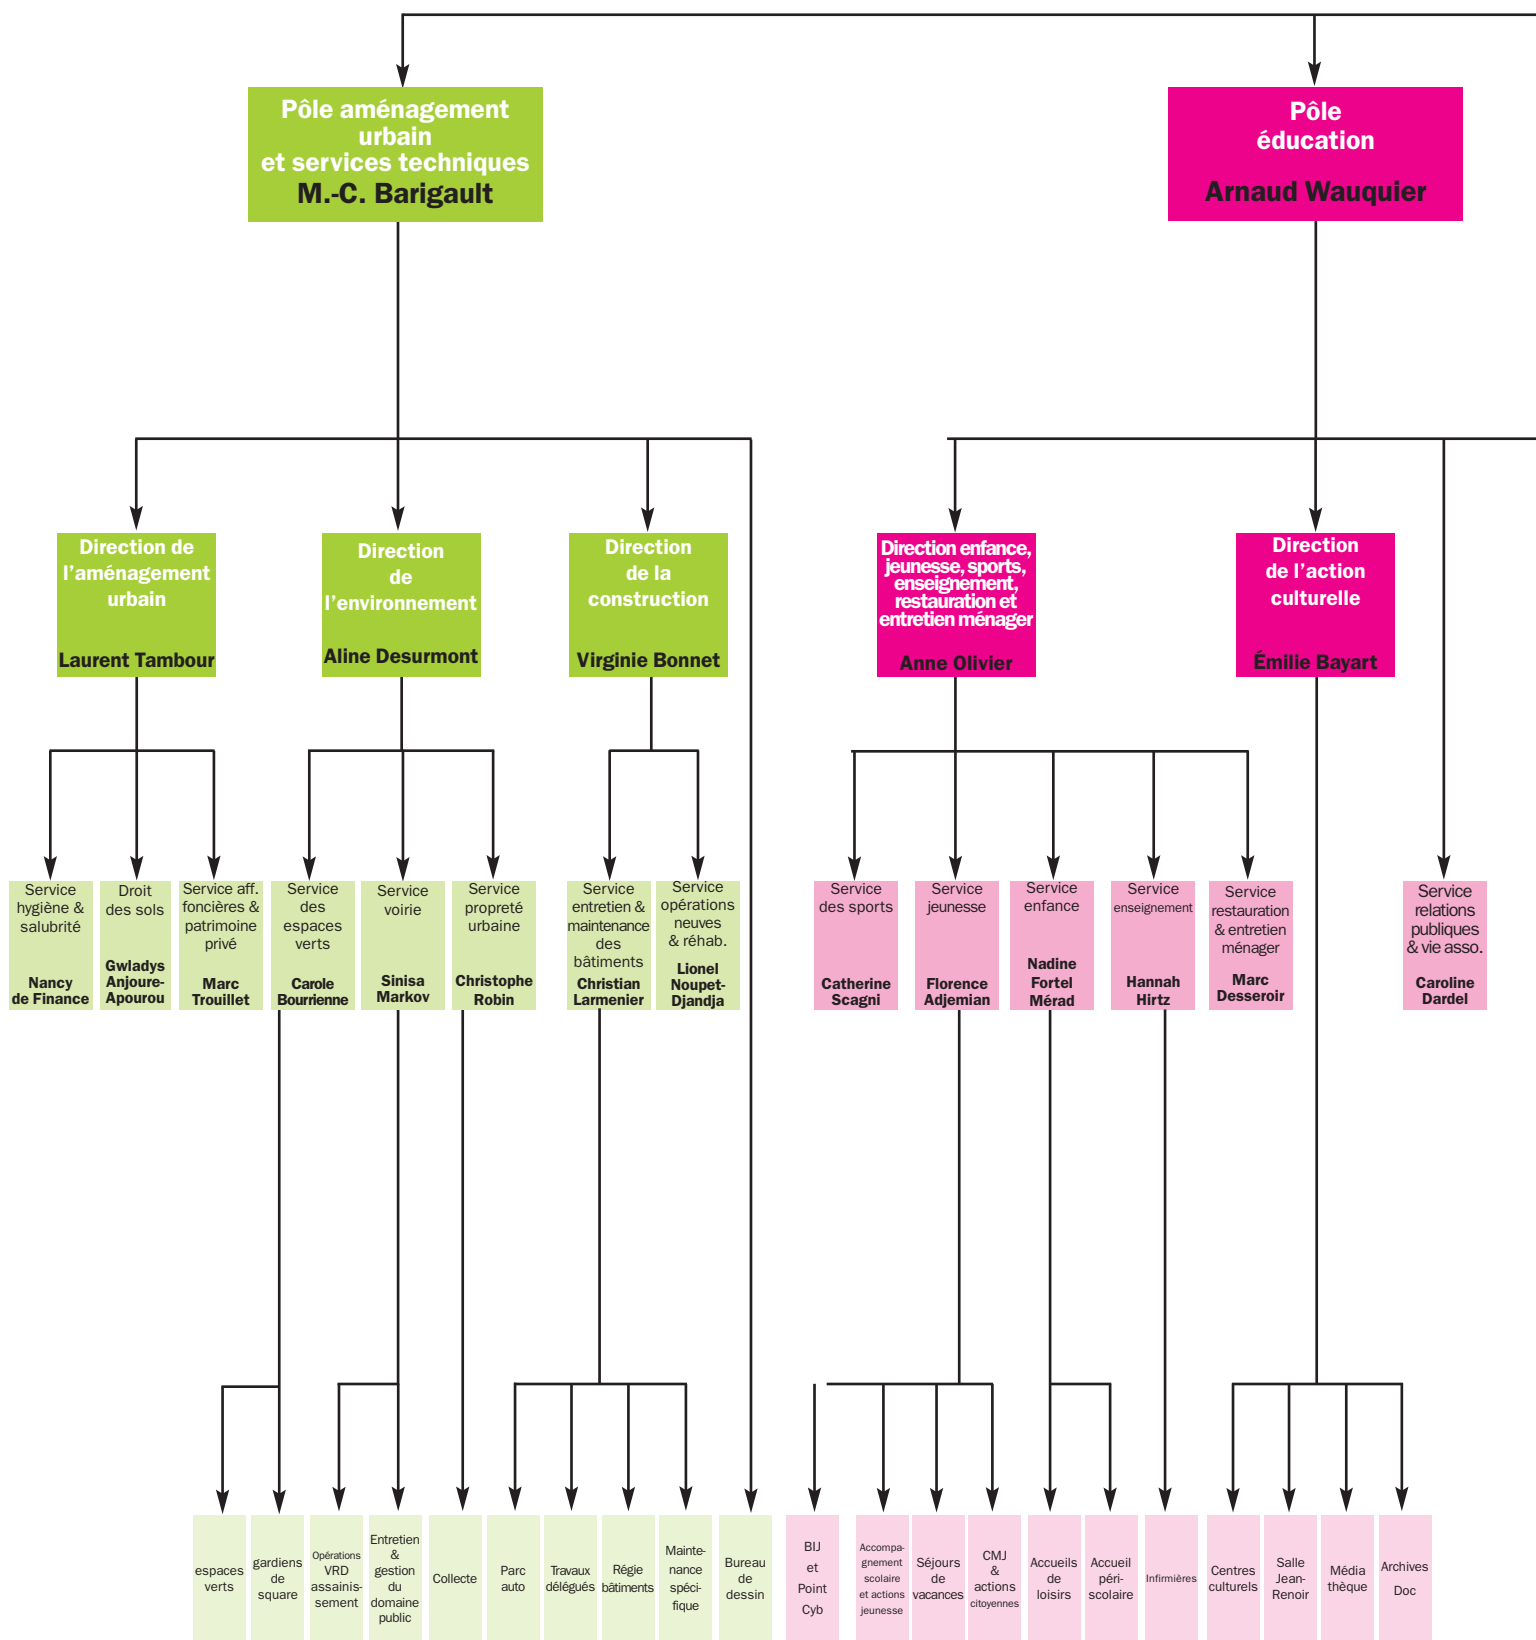 Pôle aménagement
urbain
et services techniques
M.-C. Barigault
Pôle
éducation
Arnaud Wauquier
Direction de
l'aménagement
urbain
Laurent Tambour
Direction
de
l'environnement
Aline Desurmont
Direction
de la
construction
Virginie Bonnet
Direction enfance,
jeunesse, sports,
enseignement,
restauration et
entretien ménager
Anne Olivier
Direction
de l'action
culturelle
Émilie Bayart
Service
hygiène &
salubrité
Nancy
de Finance
Droit
des sols
Gwladys
Anjoure-
Apourou
Service aff.
foncières &
patrimoine
privé
Marc
Trouillet
Service
des
espaces
verts
Carole
Bourrienne
Service
voirie
Sinisa
Markov
Service
propreté
urbaine
Christophe
Robin
Service
entretien &
maintenance
des
bâtiments
Christian
Larmenier
Service
opérations
neuves
& réhab.
Lionel
Noupet-
Djandja
Service
des sports
Catherine
Scagni
Service
jeunesse
Florence
Adjemian
Service
enfance
Nadine
Fortel
Mérad
Service
enseignement
Hannah
Hirtz
Service
restauration
& entretien
ménager
Marc
Desseroir
Service
relations
publiques
& vie asso.
Caroline
Dardel
espaces
verts
gardiens
de
square
Opérations
VRD
assainis-
sement
Entretien
&
gestion
du
domaine
public
Collecte
Parc
auto
Travaux
délégués
Régie
bâtiments
Mainte-
nance
spéci-
fique
Bureau
de
dessin
BIJ
et
Point
Cyb
Accompa-
gnement
scolaire
et actions
jeunesse
Séjours
de
vacances
CMJ
&
actions
citoyennes
Accueils
de
loisirs
Accueil
péri-
scolaire
Infirmières
Centres
culturels
Salle
Jean-
Renoir
Média
thèque
Archives
Doc